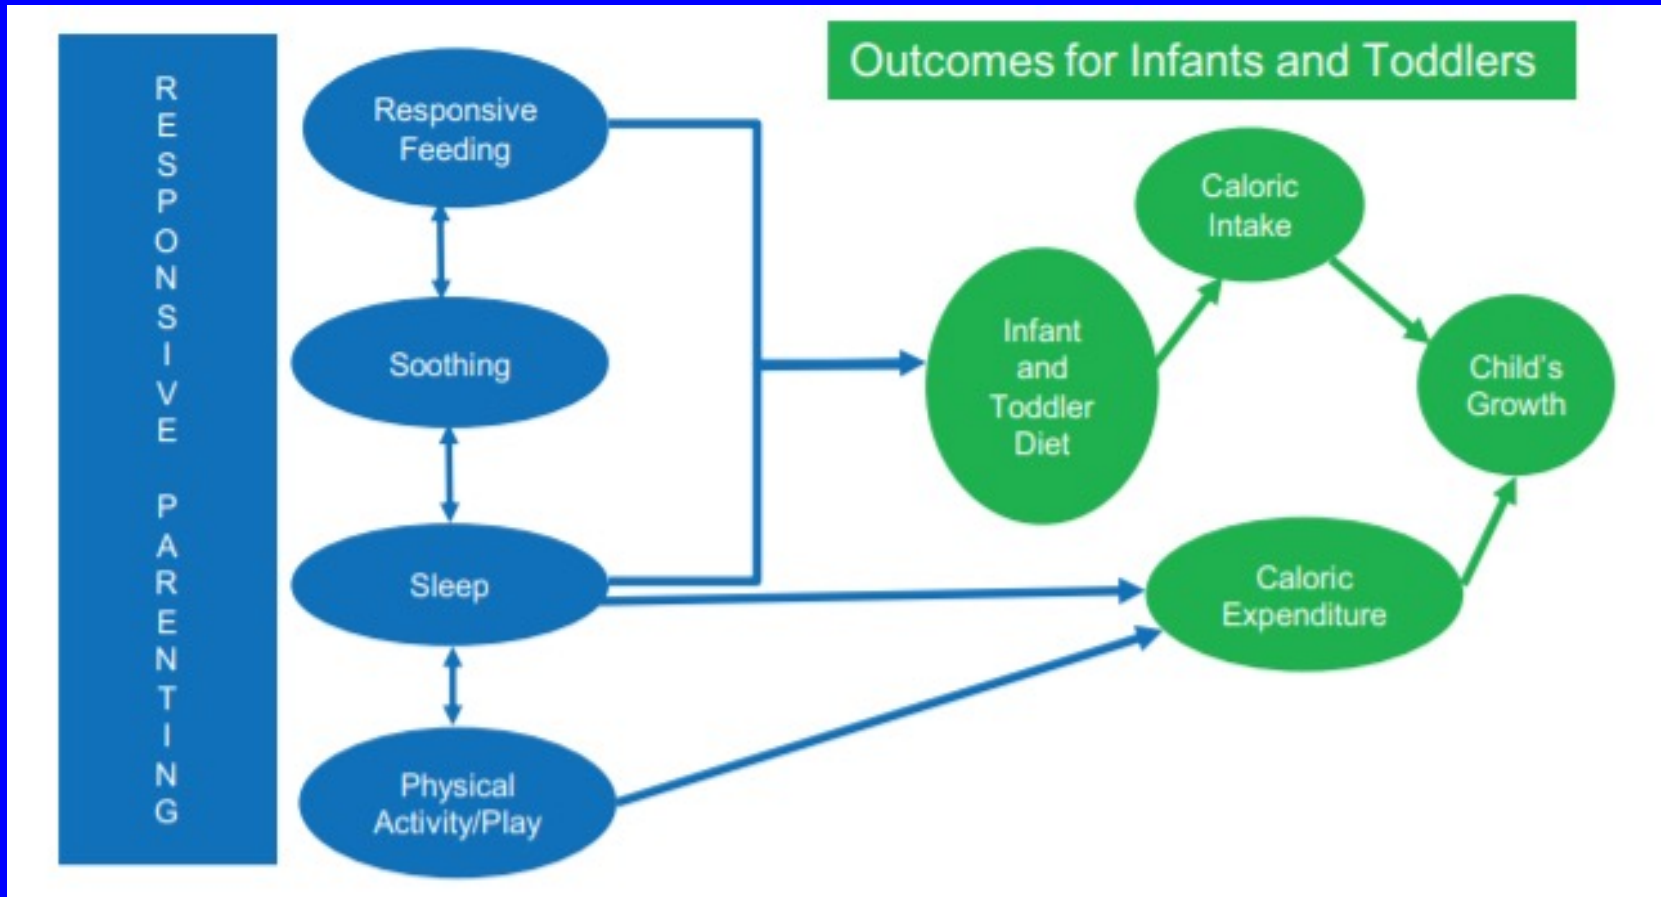 RESPONSIVE PARENTING
Responsive
Feeding
Soothing
Sleep
Physical
Activity/Play
Outcomes for Infants and Toddlers
Caloric
Intake
Infant
and
Toddler
Diet
Child's
Growth
Caloric
Expenditure